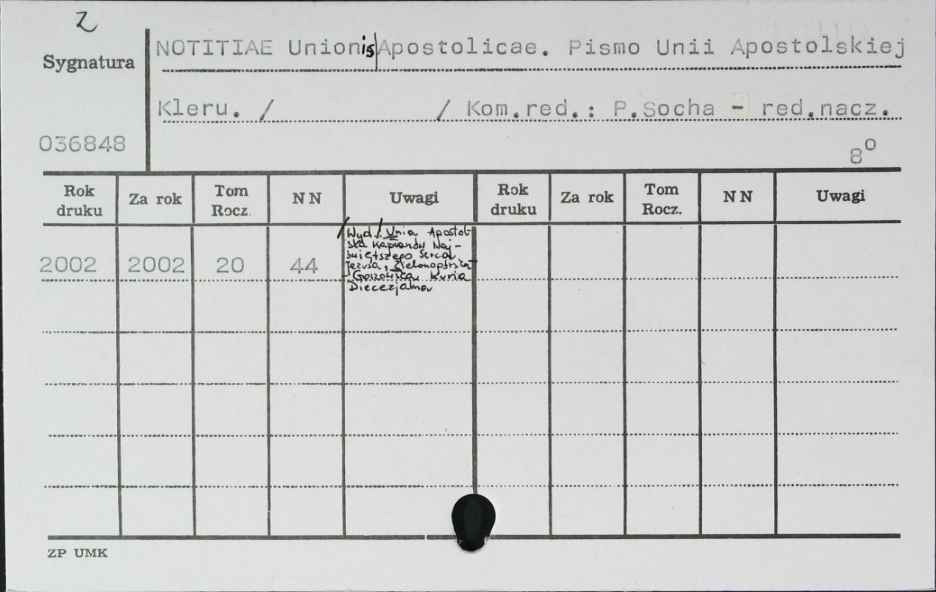 Z
Sygnatura
NOTITIAE Unionis Apostolicae. Pismo Unii Apostolskiej
Kleru. / / Kom.red.: P.Socha - red.nacz.
036848
8°
Rok druku Za rok Tom Rocz. NN Uwagi Rok druku Za rok Tom Rocz. NN Uwagi
2002 2002 20 44
/Wyd./ Unia Apostol-
ska Kapłanów Naj-
świętszego Serca
Jezusa, Zielonogórsko
-Gorzowska Kuria
Diecezjalna
ZP UMK